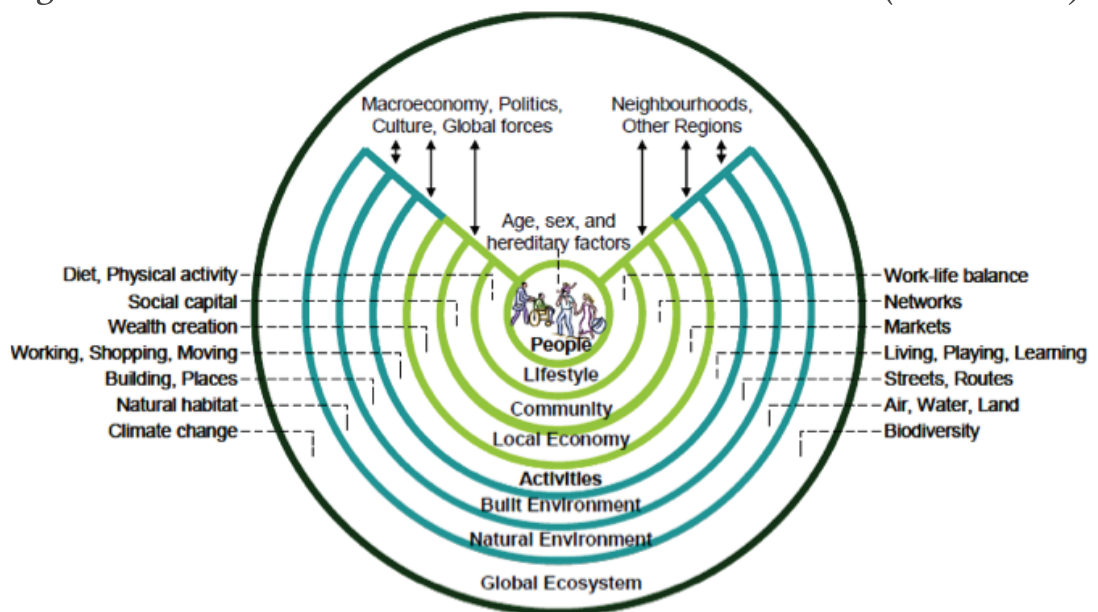 Macroeconomy, Politics,
Culture, Global forces
Neighbourhoods,
Other Regions
Age, sex, and
hereditary factors
Diet, Physical activity
Social capital
Wealth creation
Working, Shopping, Moving
Building, Places
Natural habitat
Climate change
Work-life balance
Networks
Markets
Living, Playing, Learning
Streets, Routes
Air, Water, Land
Biodiversity
People
Lifestyle
Community
Local Economy
Activities
Built Environment
Natural Environment
Global Ecosystem